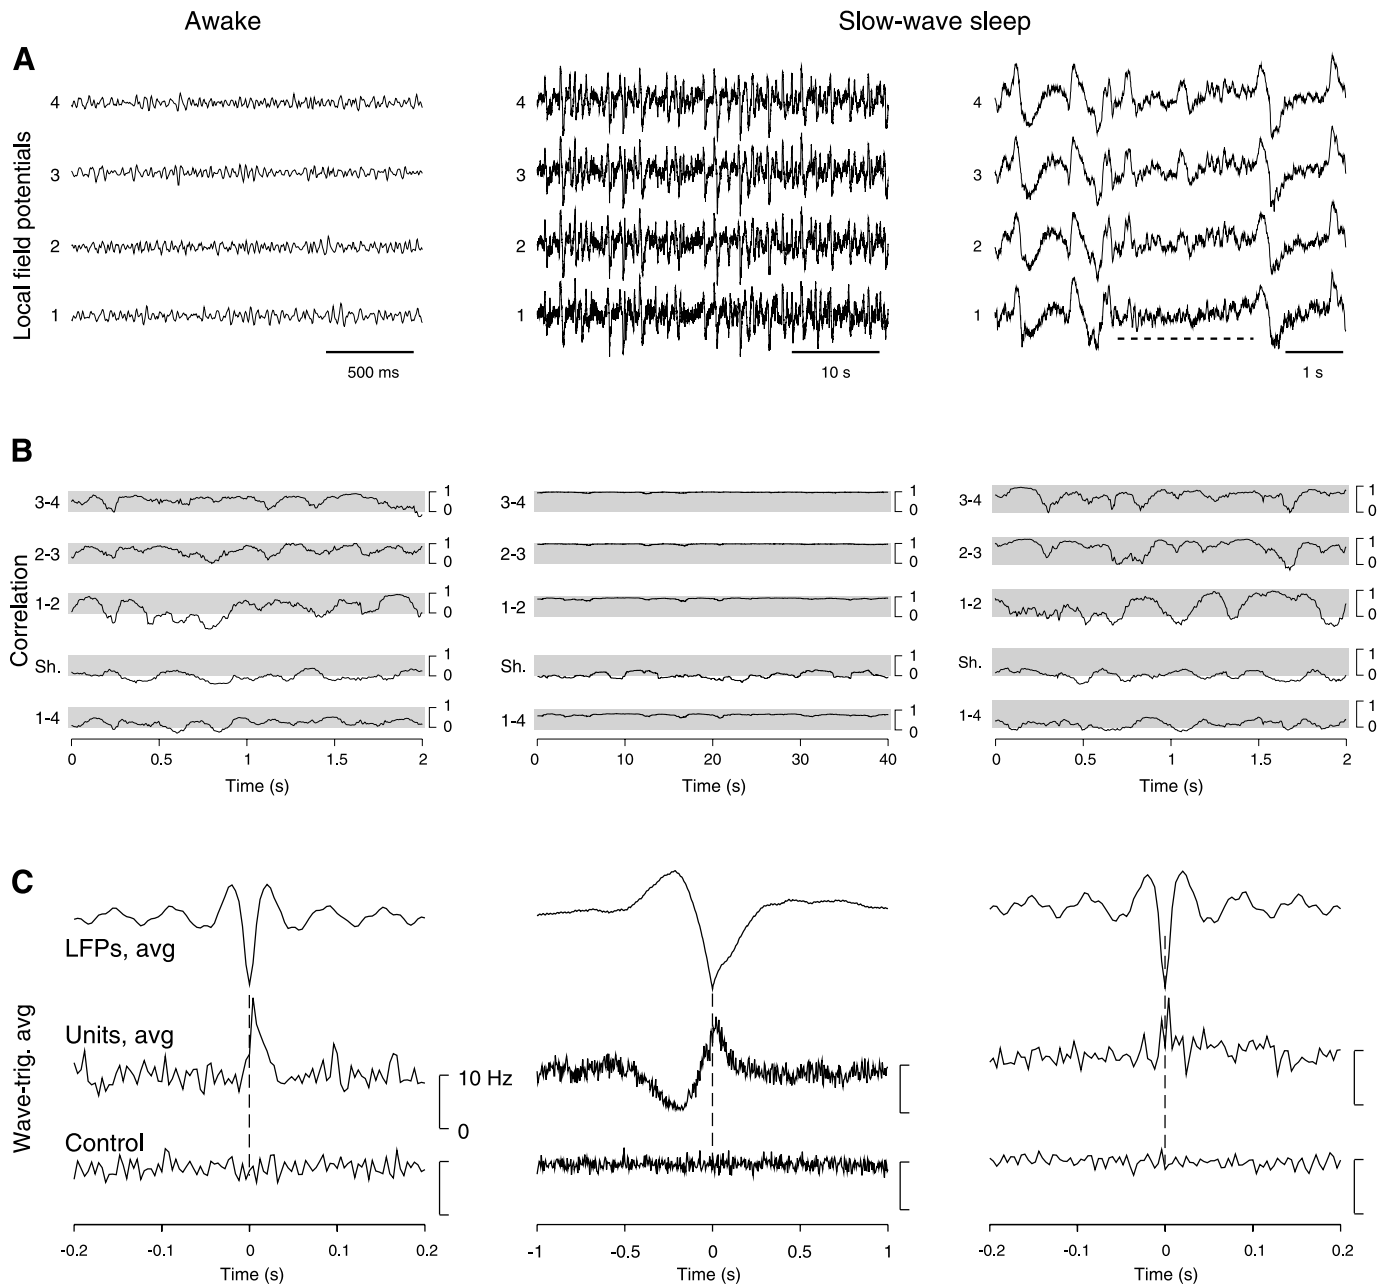 Awake
Slow-wave sleep
A
Local field potentials
4
3
2
1
500 ms
4
3
2
1
10 s
4
3
2
1
1 s
B
Correlation
3-4
1
0
2-3
1
0
1-2
1
0
Sh.
1
0
1-4
1
0
0 0.5 1 1.5 2
Time (s)
3-4
1
0
2-3
1
0
1-2
1
0
Sh.
1
0
1-4
1
0
0 10 20 30 40
Time (s)
3-4
1
0
2-3
1
0
1-2
1
0
Sh.
1
0
1-4
1
0
0 0.5 1 1.5 2
Time (s)
C
Wave-trig. avg
LFPs, avg
Units, avg
10 Hz
0
Control
-0.2 -0.1 0 0.1 0.2
Time (s)
-1 -0.5 0 0.5 1
Time (s)
-0.2 -0.1 0 0.1 0.2
Time (s)